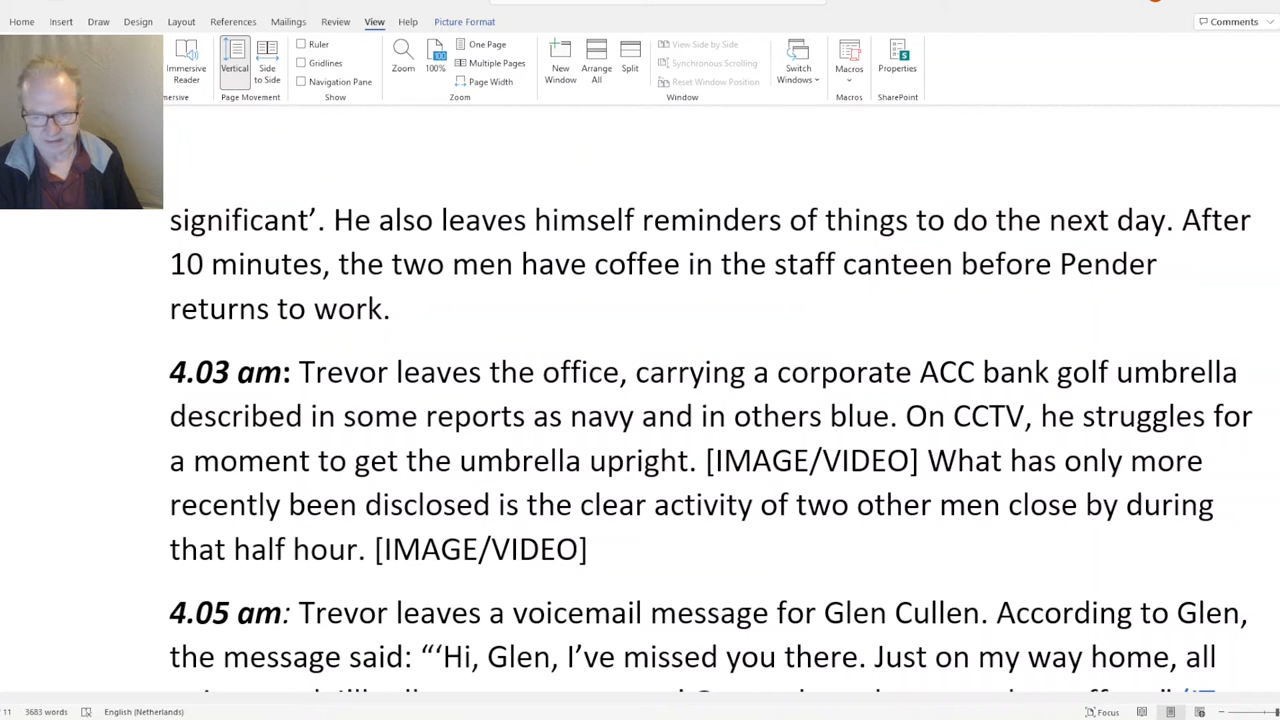 Home Insert Draw Design Layout References Mailings Review View Help Picture Format Comments
Immersive Reader
Vertical
Side to Side
Page Movement
Ruler
Gridlines
Navigation Pane
Show
Zoom
100%
One Page
Multiple Pages
Page Width
Zoom
New Window
Arrange All
Split
View Side by Side
Synchronous Scrolling
Reset Window Position
Window
Switch Windows
Macros
Macros
Properties
SharePoint
significant’. He also leaves himself reminders of things to do the next day. After
10 minutes, the two men have coffee in the staff canteen before Pender
returns to work.
4.03 am: Trevor leaves the office, carrying a corporate ACC bank golf umbrella
described in some reports as navy and in others blue. On CCTV, he struggles for
a moment to get the umbrella upright. [IMAGE/VIDEO] What has only more
recently been disclosed is the clear activity of two other men close by during
that half hour. [IMAGE/VIDEO]
4.05 am: Trevor leaves a voicemail message for Glen Cullen. According to Glen,
the message said: “‘Hi, Glen, I’ve missed you there. Just on my way home, all
11 3683 words English (Netherlands) Focus